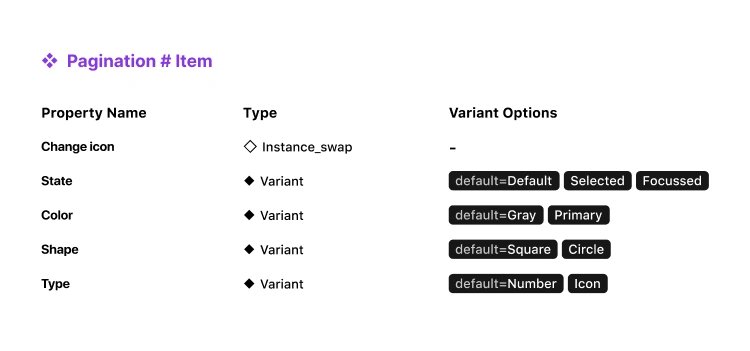 Pagination # Item
Property Name Type Variant Options
Change icon Instance_swap -
State Variant default=Default Selected Focussed
Color Variant default=Gray Primary
Shape Variant default=Square Circle
Type Variant default=Number Icon